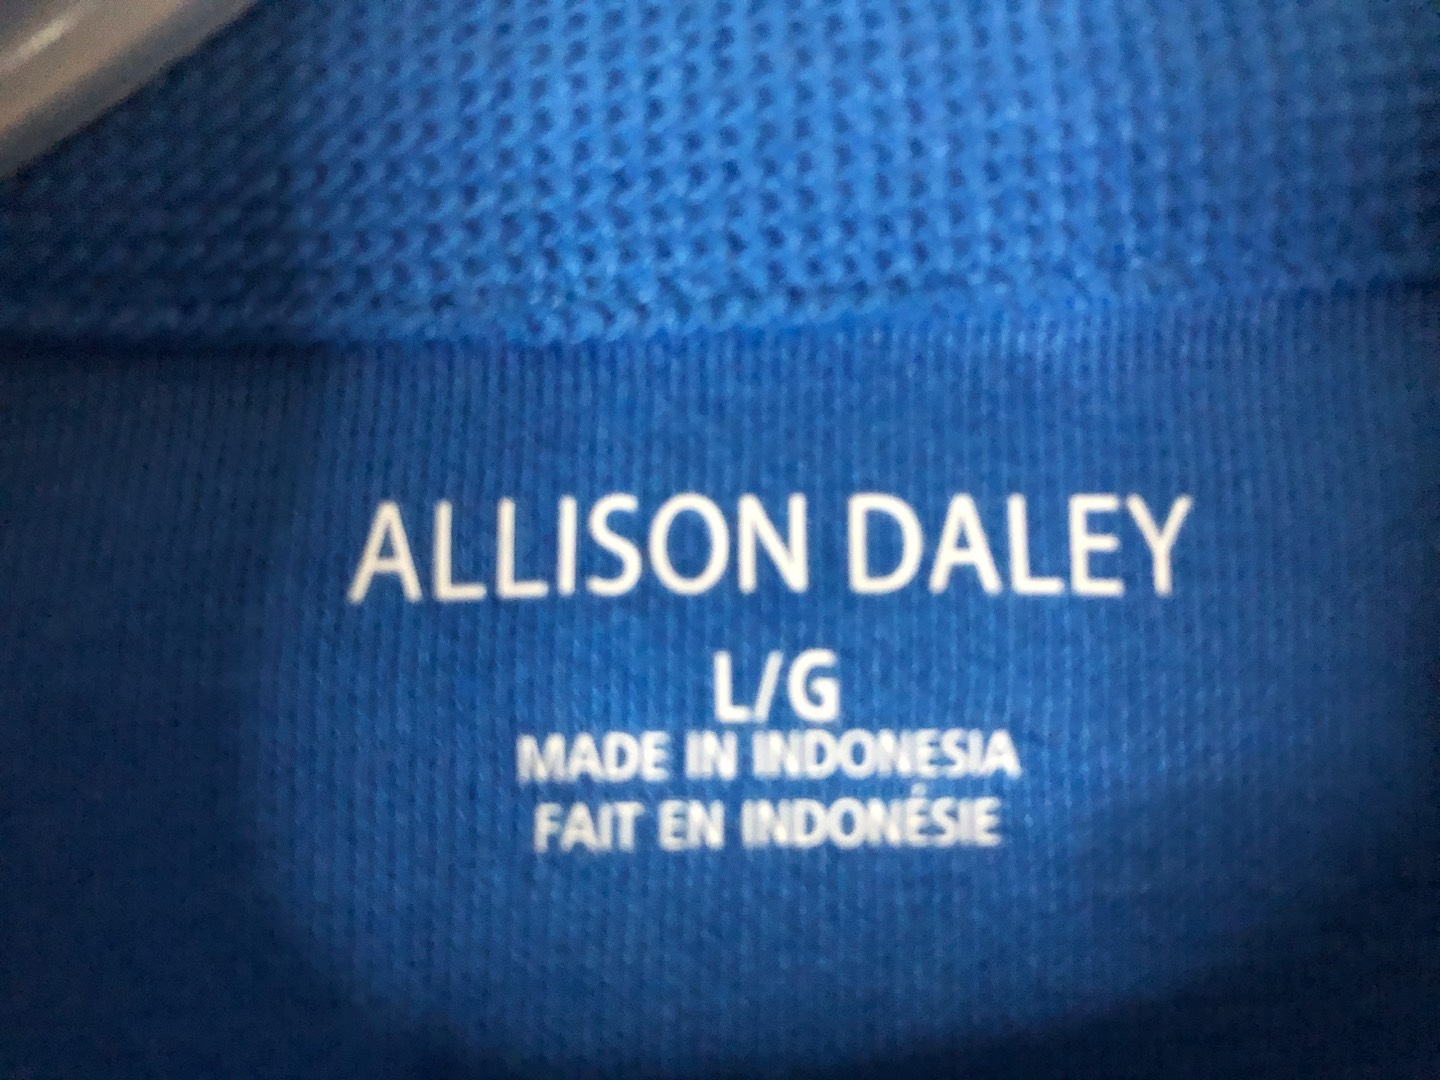 ALLISON DALEY
L/G
MADE IN INDONESIA
FAIT EN INDONÉSIE